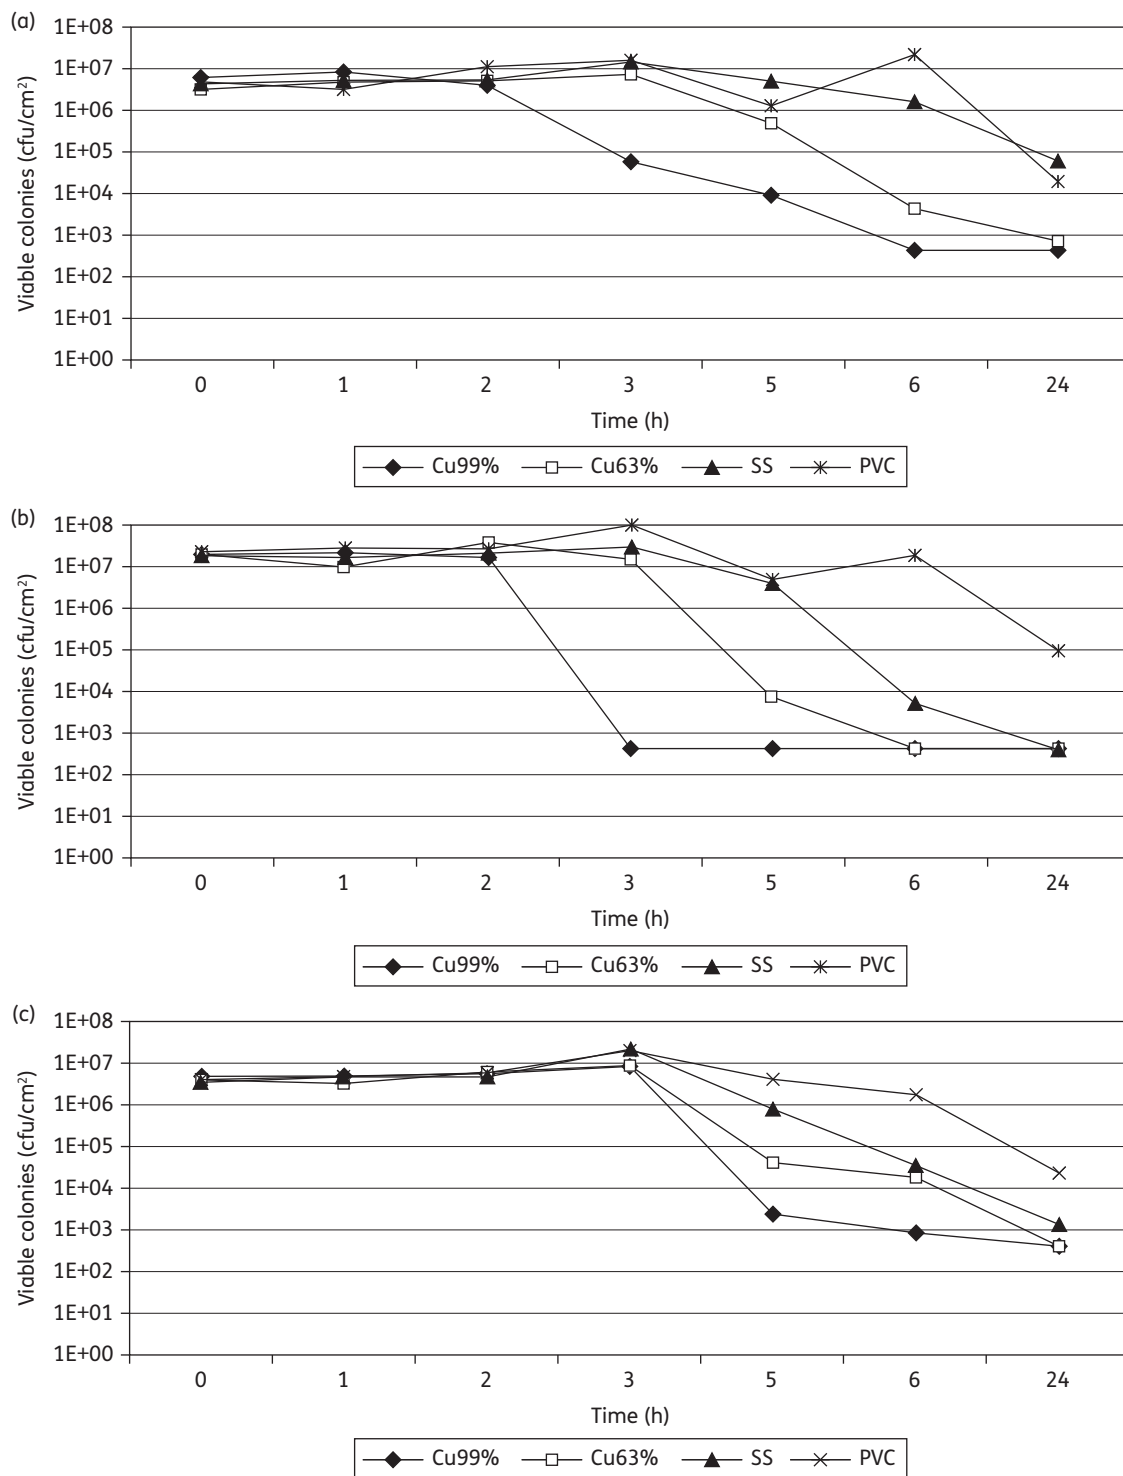 (a)
1E+08
1E+07
1E+06
1E+05
1E+04
1E+03
1E+02
1E+01
1E+00
Viable colonies (cfu/cm²)
0 1 2 3 5 6 24
Time (h)
Cu99% Cu63% SS PVC
(b)
1E+08
1E+07
1E+06
1E+05
1E+04
1E+03
1E+02
1E+01
1E+00
Viable colonies (cfu/cm²)
0 1 2 3 5 6 24
Time (h)
Cu99% Cu63% SS PVC
(c)
1E+08
1E+07
1E+06
1E+05
1E+04
1E+03
1E+02
1E+01
1E+00
Viable colonies (cfu/cm²)
0 1 2 3 5 6 24
Time (h)
Cu99% Cu63% SS PVC